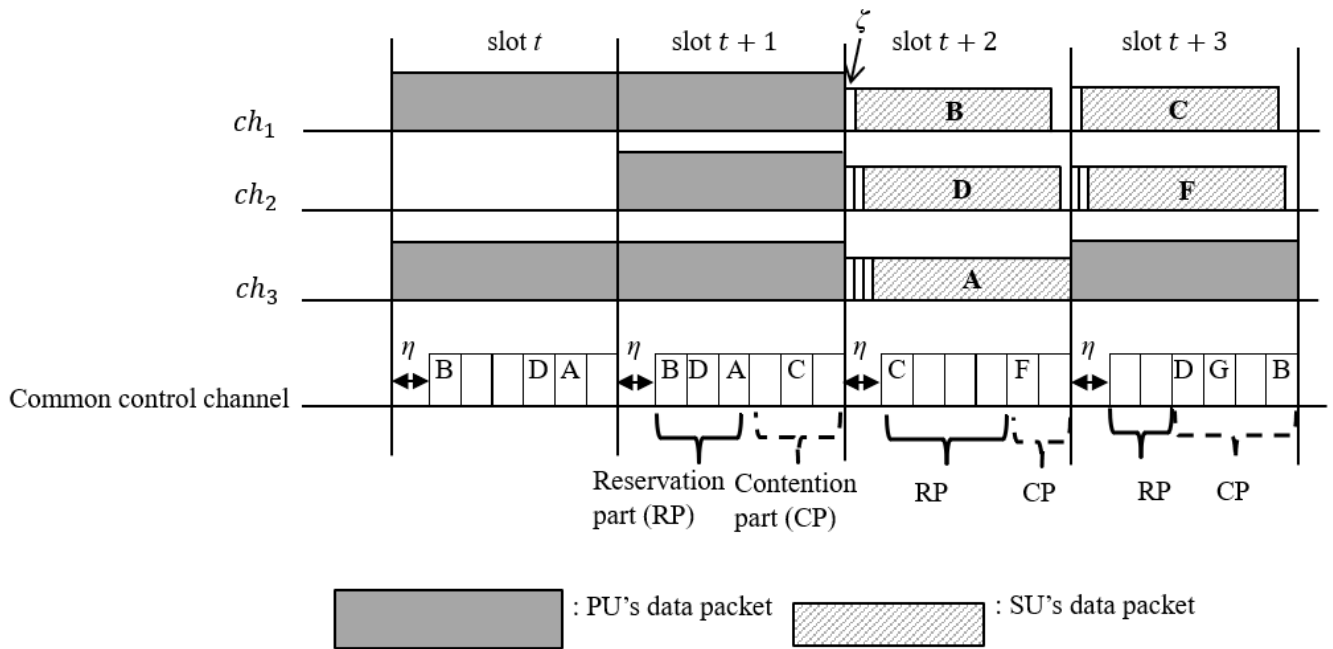 ζ
slot t slot t + 1 slot t + 2 slot t + 3
ch1 B C
ch2 D F
ch3 A
η η η η
B D A B D A C C F D G B
Common control channel
Reservation Contention RP CP RP CP
part (RP) part (CP)
: PU’s data packet : SU’s data packet